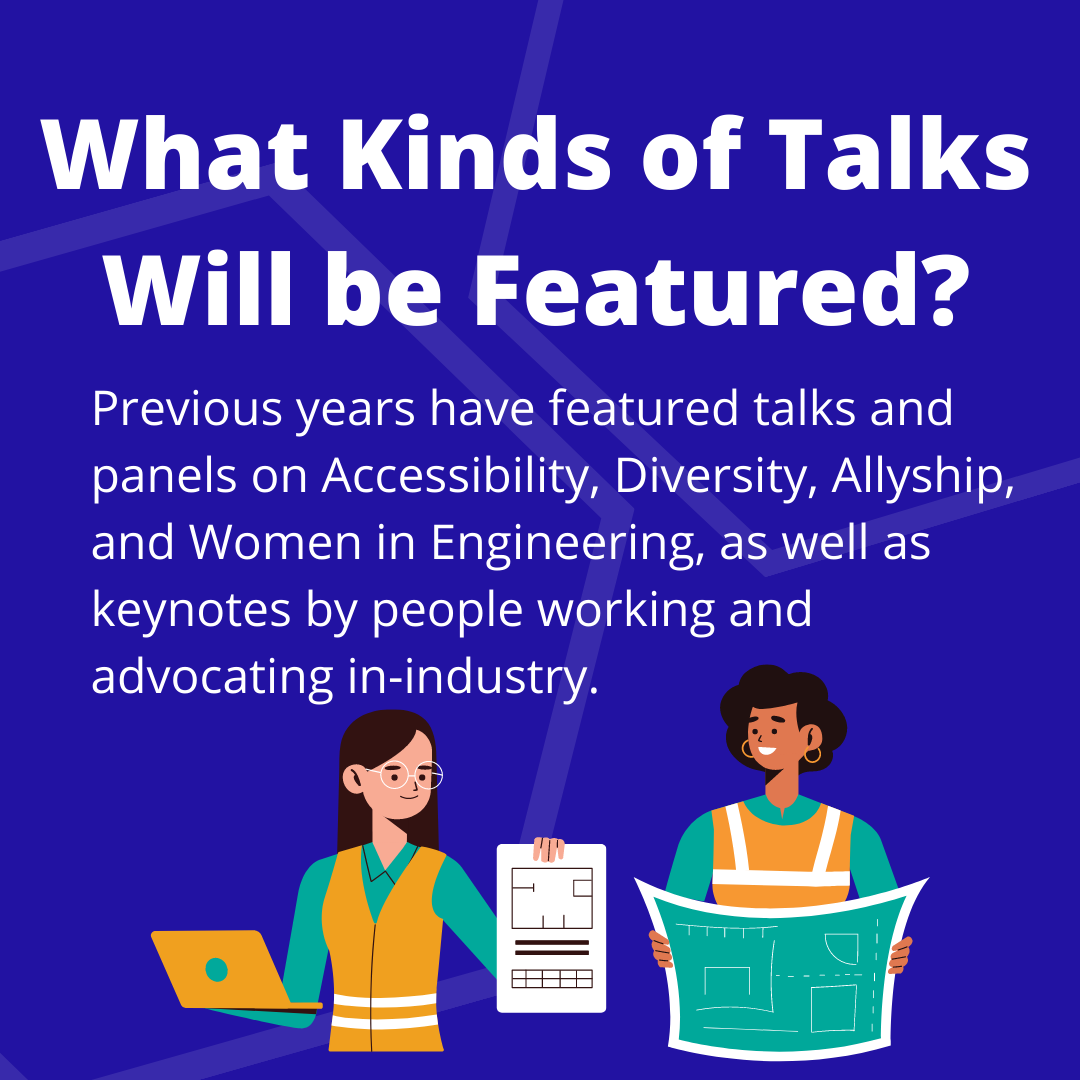 What Kinds of Talks
Will be Featured?
Previous years have featured talks and
panels on Accessibility, Diversity, Allyship,
and Women in Engineering, as well as
keynotes by people working and
advocating in-industry.